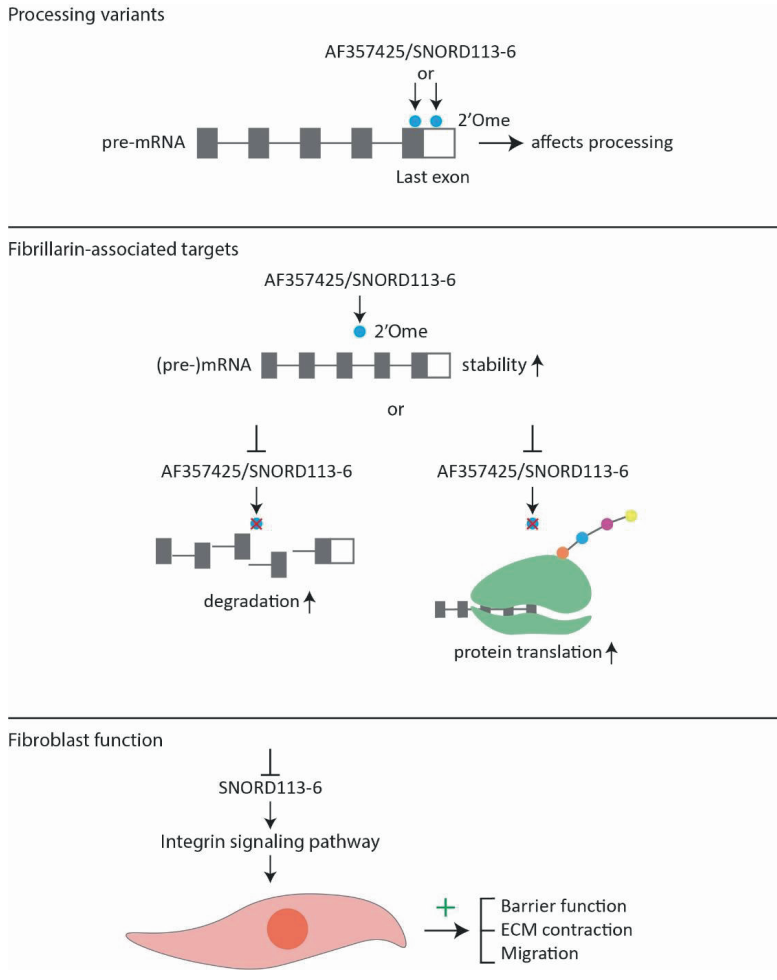 Processing variants
AF357425/SNORD113-6
or
2'Ome
pre-mRNA
affects processing
Last exon
Fibrillarin-associated targets
AF357425/SNORD113-6
2'Ome
(pre-)mRNA
stability
or
AF357425/SNORD113-6
AF357425/SNORD113-6
degradation
protein translation
Fibroblast function
SNORD113-6
Integrin signaling pathway
+
Barrier function
ECM contraction
Migration